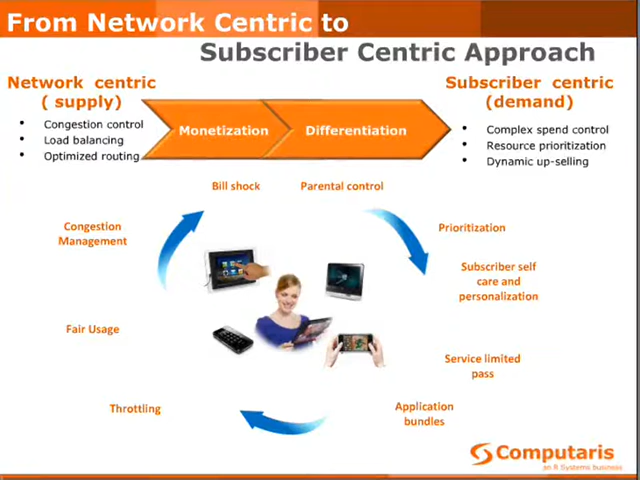 From Network Centric to
Subscriber Centric Approach
Network centric
( supply)
• Congestion control
• Load balancing
• Optimized routing
Monetization
Differentiation
Subscriber centric
(demand)
• Complex spend control
• Resource prioritization
• Dynamic up-selling
Bill shock
Parental control
Congestion
Management
Prioritization
Subscriber self
care and
personalization
Fair Usage
Service limited
pass
Throttling
Application
bundles
Computaris
an R Systems business